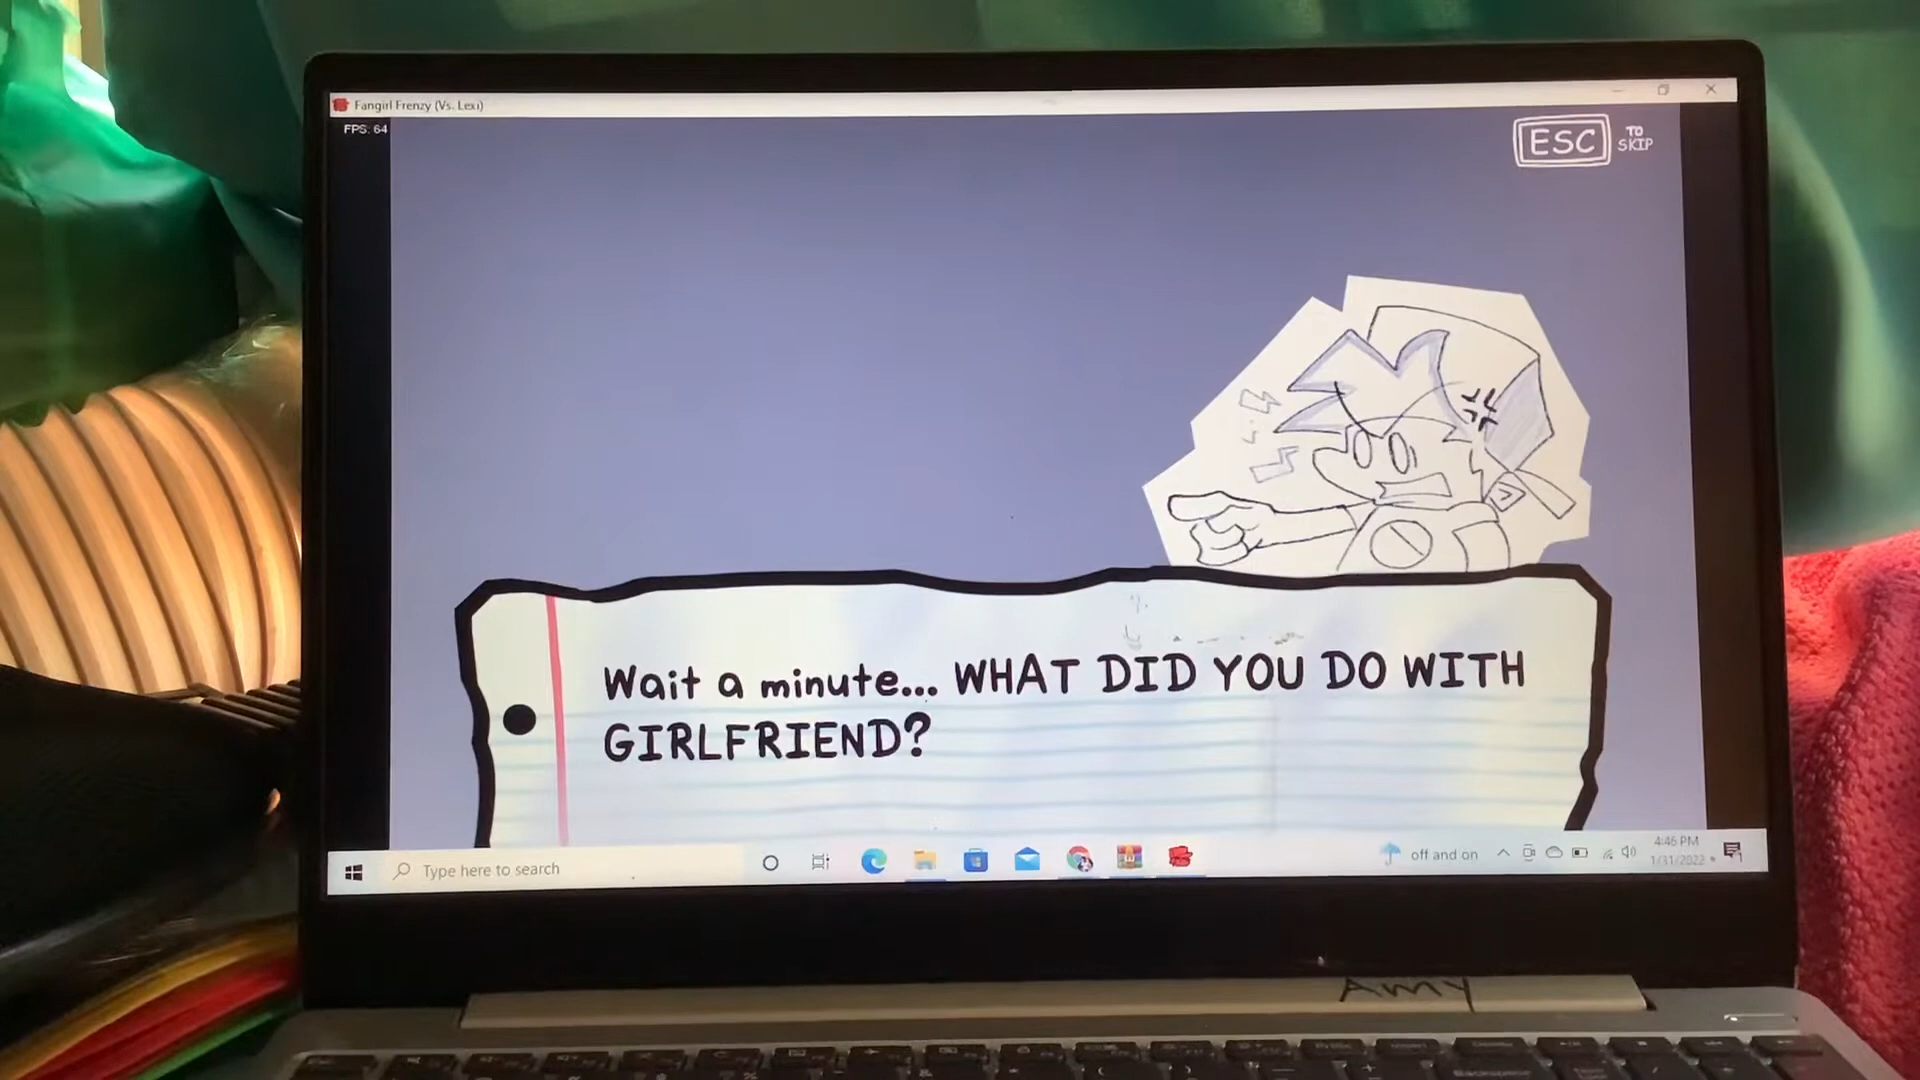 Fangirl Frenzy (Vs. Lexi)
FPS: 64
ESC TO SKIP
Wait a minute... WHAT DID YOU DO WITH
GIRLFRIEND?
Type here to search
off and on
4:46 PM
1/31/2022
Amy